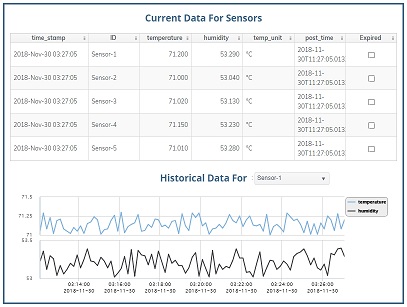 Current Data For Sensors
time_stamp ID temperature humidity temp_unit post_time Expired
2018-Nov-30 03:27:05 Sensor-1 71.200 53.290 °C 2018-11-30T11:27:05.013
2018-Nov-30 03:27:05 Sensor-2 71.000 53.040 °C 2018-11-30T11:27:05.013
2018-Nov-30 03:27:05 Sensor-3 71.020 53.130 °C 2018-11-30T11:27:05.013
2018-Nov-30 03:27:05 Sensor-4 71.150 53.230 °C 2018-11-30T11:27:05.013
2018-Nov-30 03:27:05 Sensor-5 71.010 53.280 °C 2018-11-30T11:27:05.013
Historical Data For Sensor-1
71.5
temperature
humidity
71.25
71
53.5
53
03:14:00 03:16:00 03:18:00 03:20:00 03:22:00 03:24:00 03:26:00
2018-11-30 2018-11-30 2018-11-30 2018-11-30 2018-11-30 2018-11-30 2018-11-30